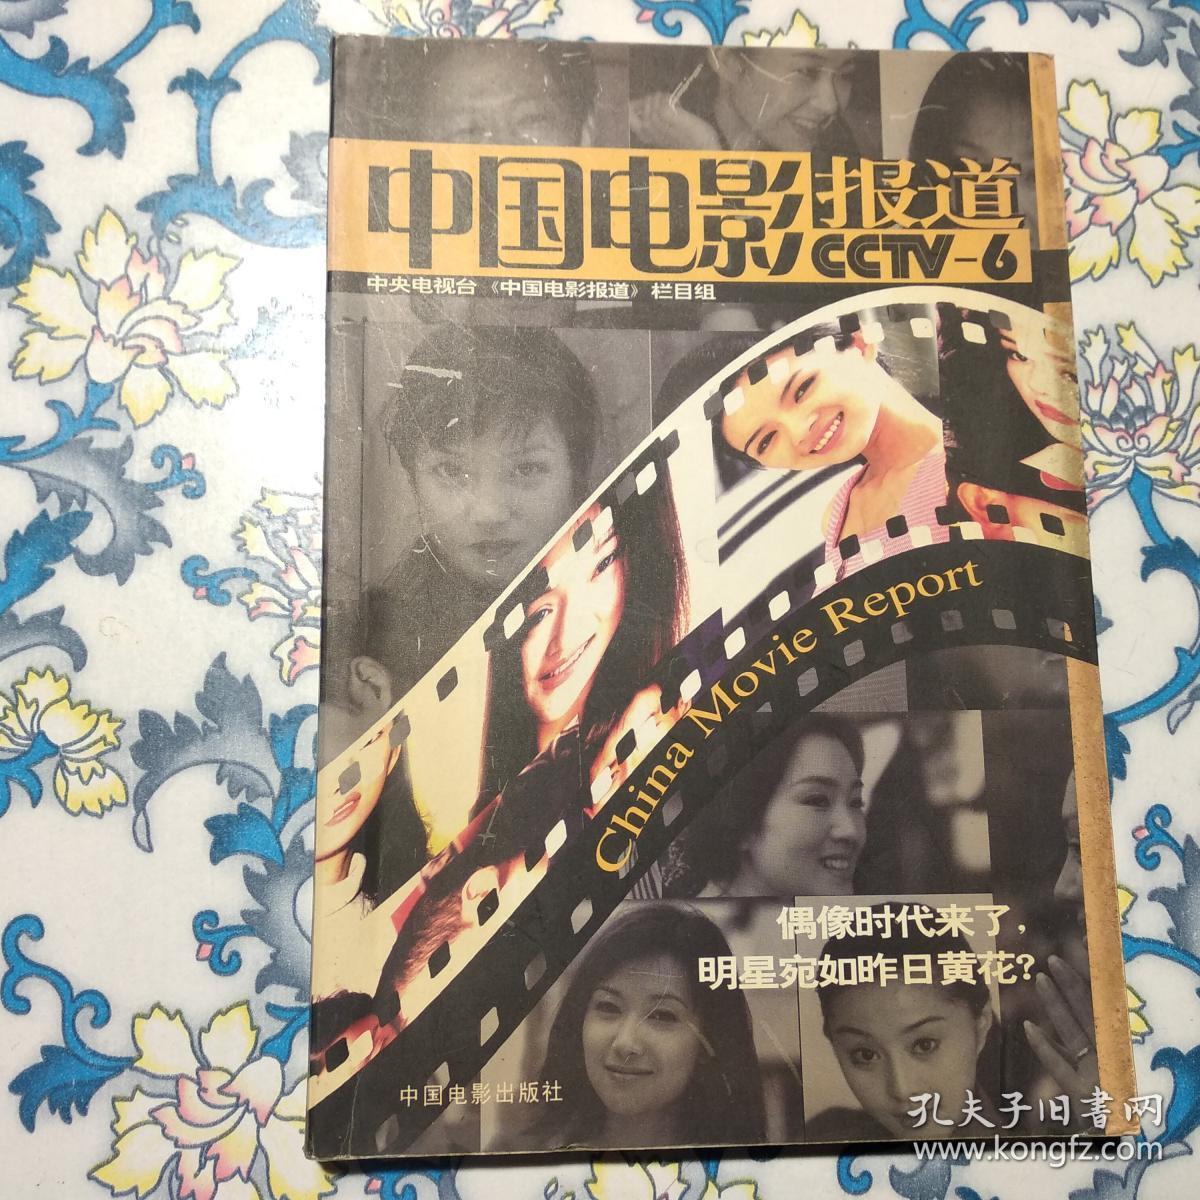 中国电影报道
CCTV-6
中央电视台《中国电影报道》栏目组
China Movie Report
偶像时代来了,
明星宛如昨日黄花?
中国电影出版社
孔夫子旧书网
www.kongfz.com